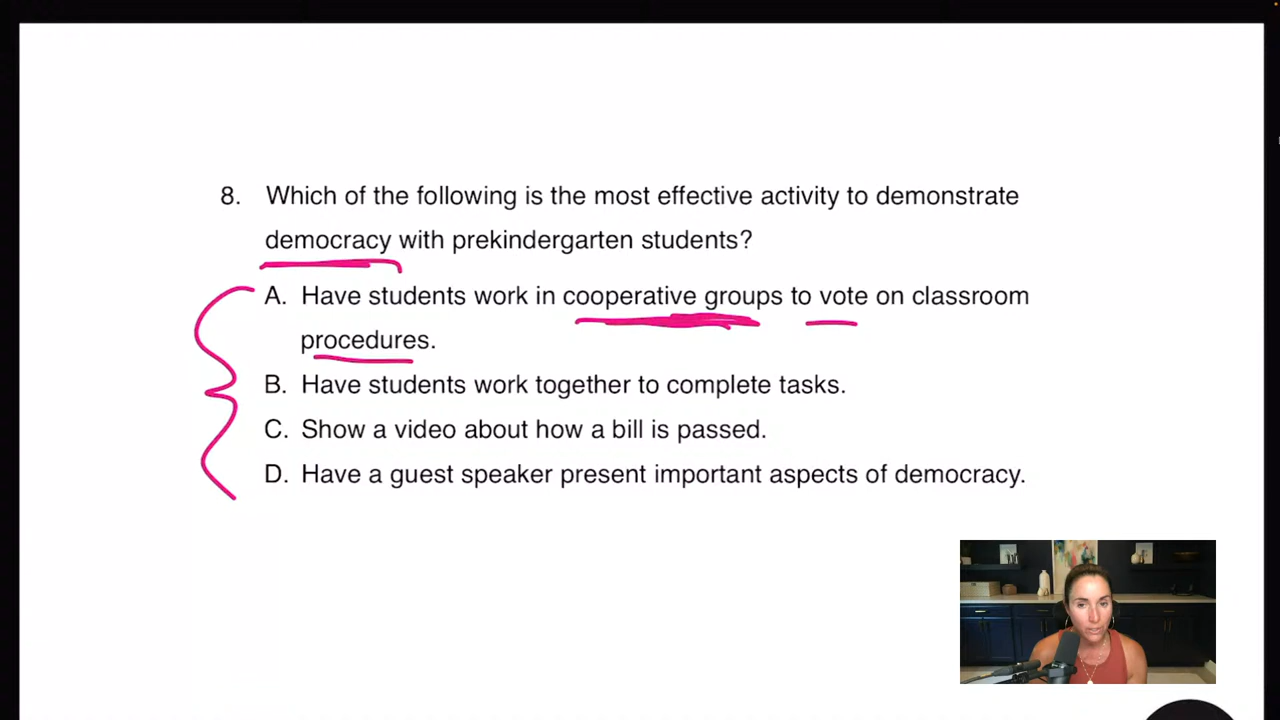 8. Which of the following is the most effective activity to demonstrate
democracy with prekindergarten students?
A. Have students work in cooperative groups to vote on classroom
procedures.
B. Have students work together to complete tasks.
C. Show a video about how a bill is passed.
D. Have a guest speaker present important aspects of democracy.